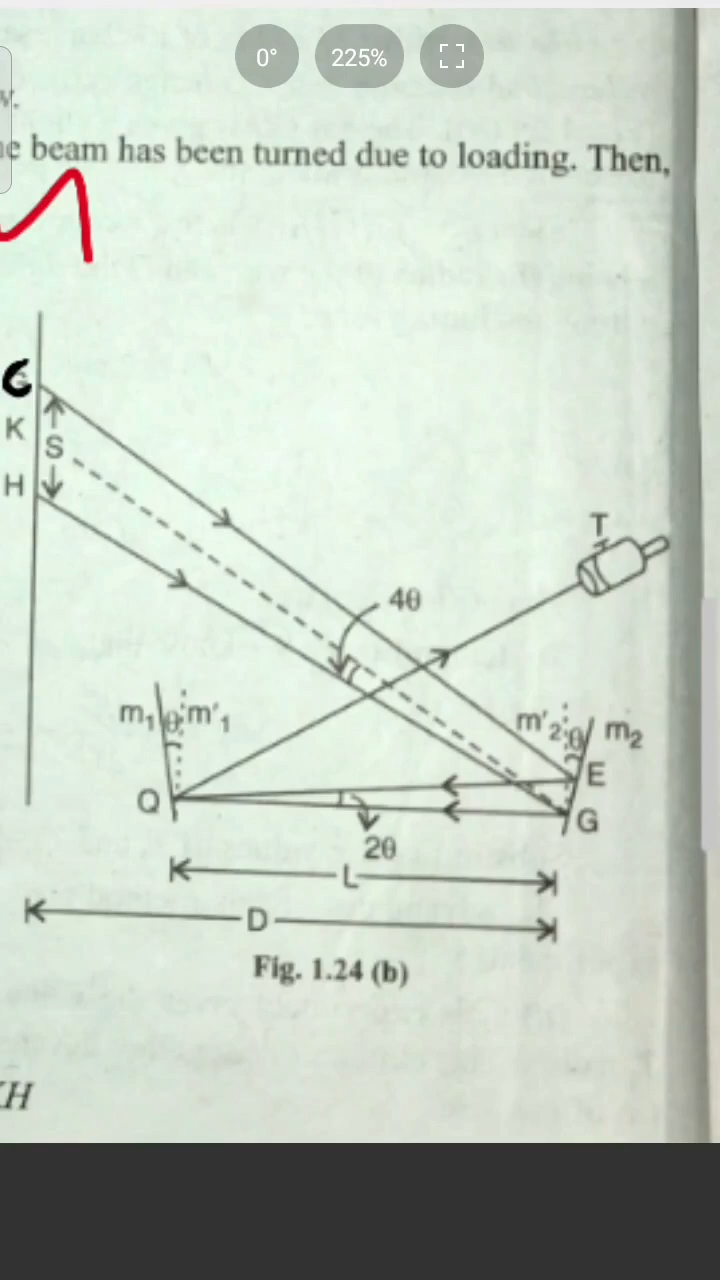 0° 225%
v.
e beam has been turned due to loading. Then,
C
K
S
H
T
4θ
m₁ θ m'₁
m'₂ θ m₂
E
Q
G
2θ
L
D
Fig. 1.24 (b)
H